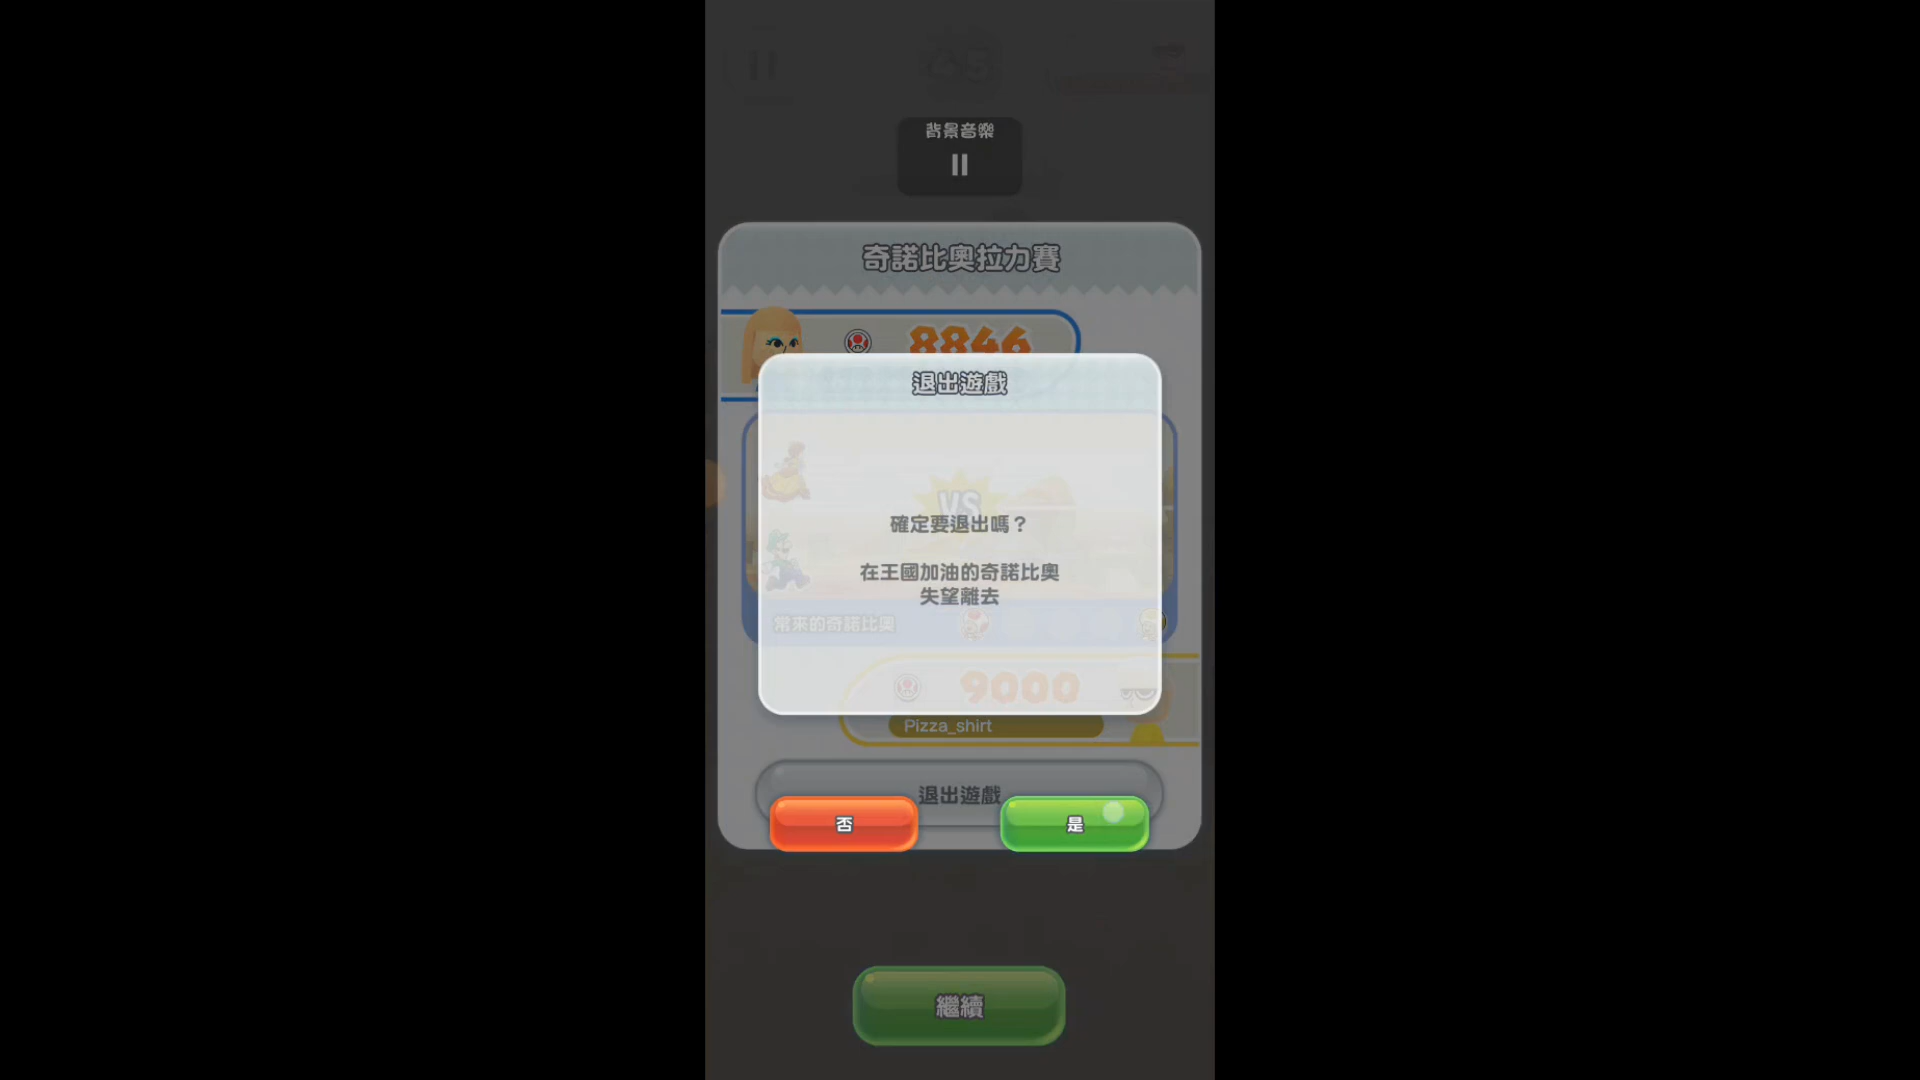 背景音樂
奇諾比奧拉力賽
8846
退出遊戲
VS
確定要退出嗎？
在王國加油的奇諾比奧
失望離去
常來的奇諾比奧
9000
Pizza_shirt
退出遊戲
否
是
繼續